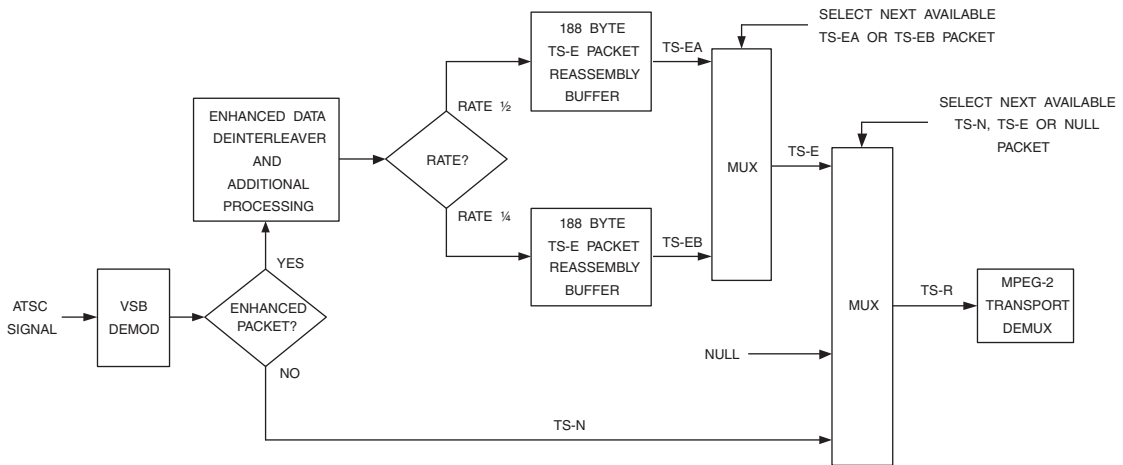 SELECT NEXT AVAILABLE
TS-EA OR TS-EB PACKET
188 BYTE
TS-E PACKET
REASSEMBLY
BUFFER
TS-EA
RATE ½
ENHANCED DATA
DEINTERLEAVER
AND
ADDITIONAL
PROCESSING
RATE?
MUX
TS-E
SELECT NEXT AVAILABLE
TS-N, TS-E OR NULL
PACKET
RATE ¼
188 BYTE
TS-E PACKET
REASSEMBLY
BUFFER
TS-EB
YES
ATSC
SIGNAL
VSB
DEMOD
ENHANCED
PACKET?
NO
MUX
TS-R
MPEG-2
TRANSPORT
DEMUX
NULL
TS-N